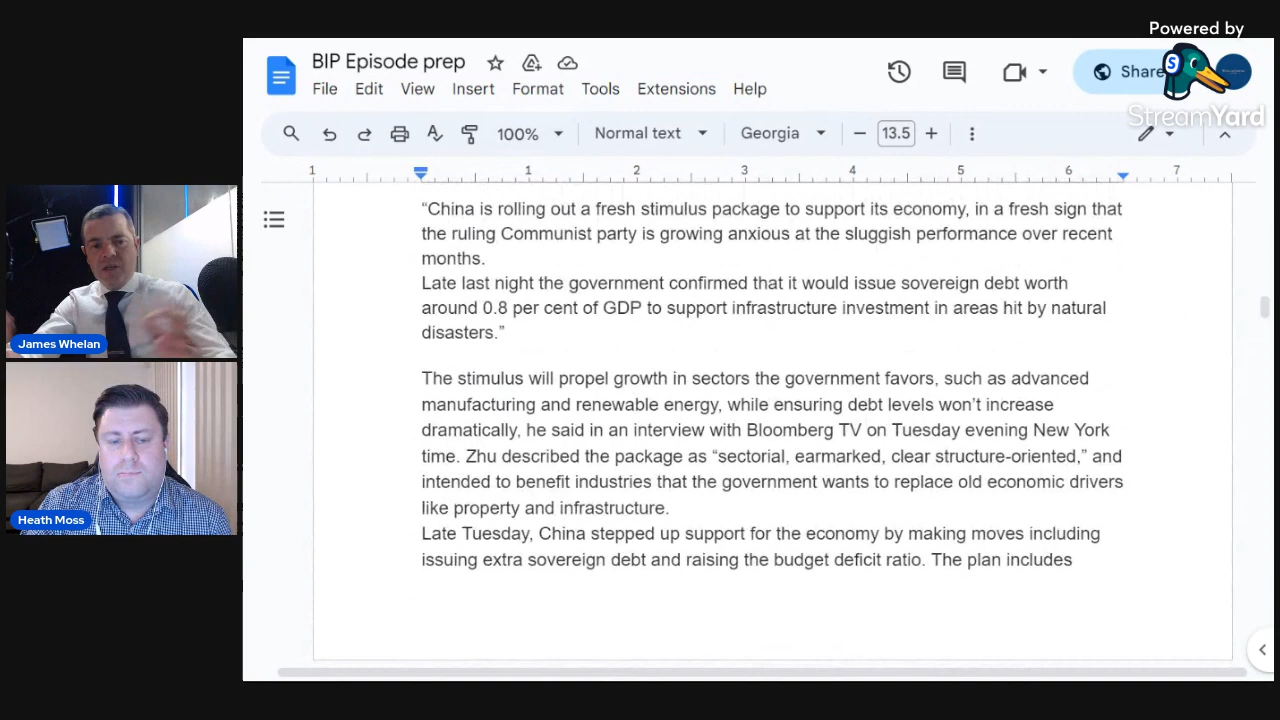 Powered by
BIP Episode prep
Share
S
StreamYard
File Edit View Insert Format Tools Extensions Help
100% Normal text Georgia 13.5
1 1 2 3 4 5 6 7
“China is rolling out a fresh stimulus package to support its economy, in a fresh sign that
the ruling Communist party is growing anxious at the sluggish performance over recent
months.
Late last night the government confirmed that it would issue sovereign debt worth
around 0.8 per cent of GDP to support infrastructure investment in areas hit by natural
disasters.”
The stimulus will propel growth in sectors the government favors, such as advanced
manufacturing and renewable energy, while ensuring debt levels won’t increase
dramatically, he said in an interview with Bloomberg TV on Tuesday evening New York
time. Zhu described the package as “sectorial, earmarked, clear structure-oriented,” and
intended to benefit industries that the government wants to replace old economic drivers
like property and infrastructure.
Late Tuesday, China stepped up support for the economy by making moves including
issuing extra sovereign debt and raising the budget deficit ratio. The plan includes
James Whelan
Heath Moss